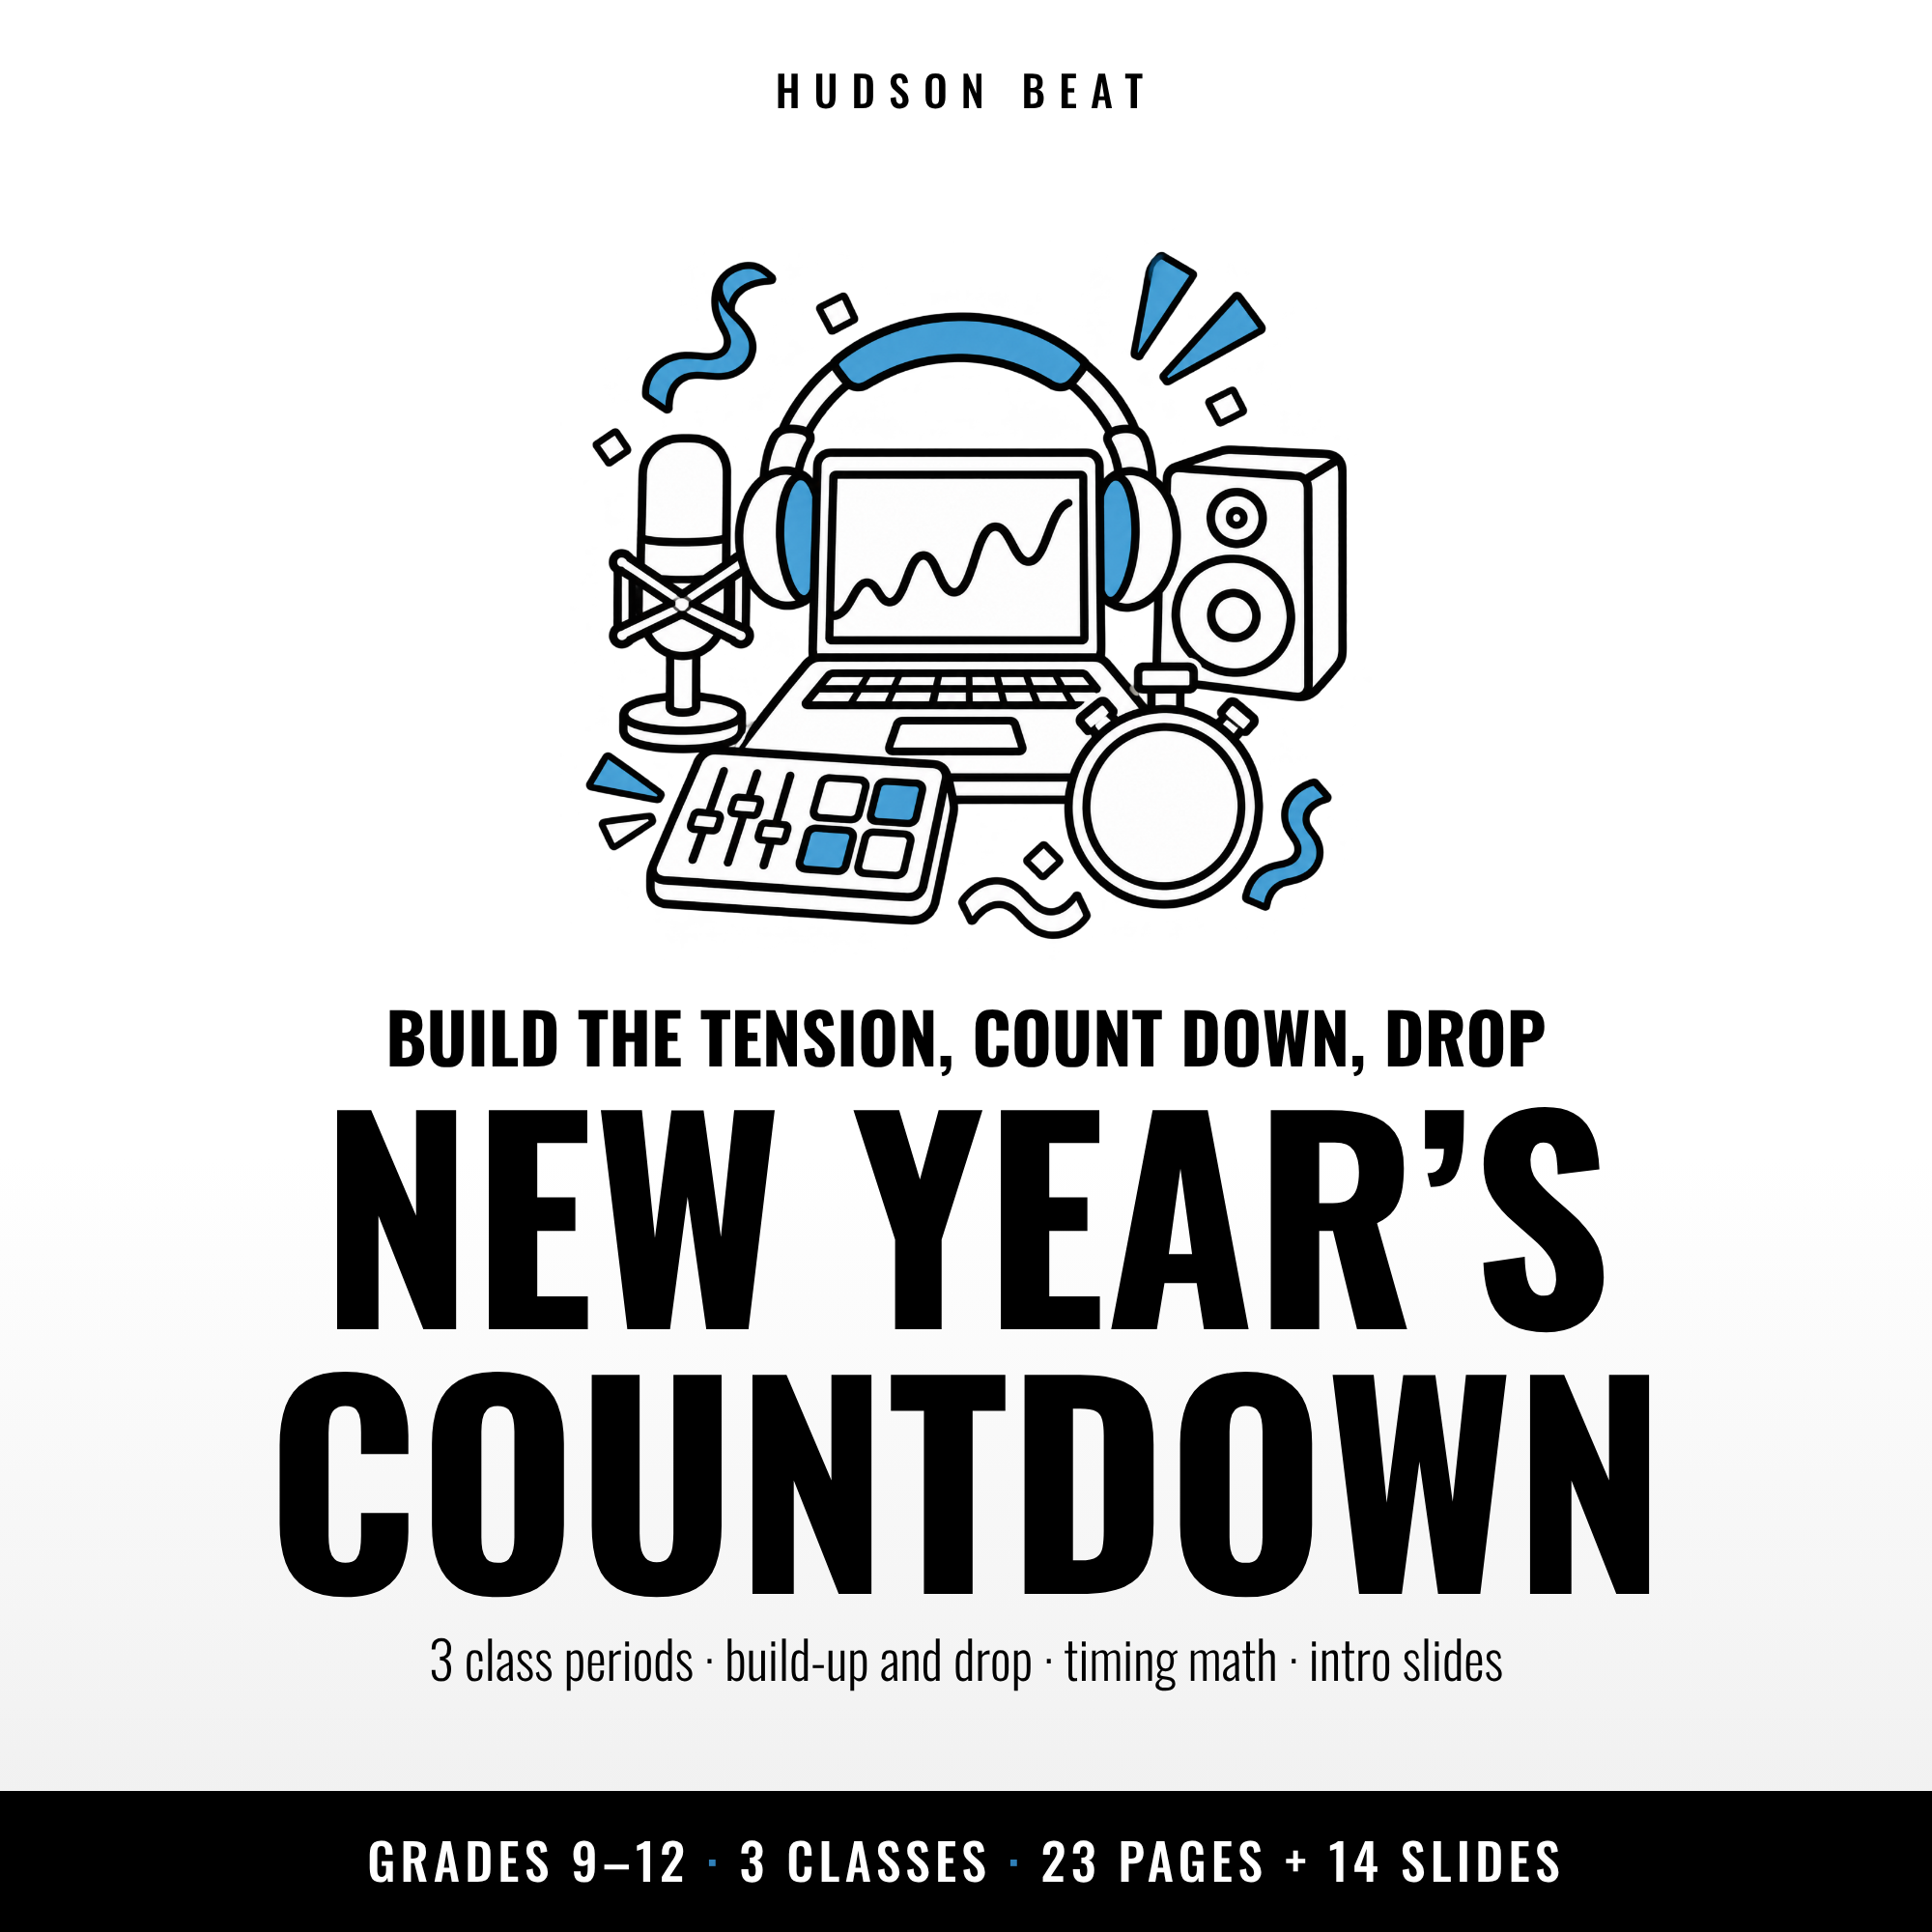 HUDSON BEAT
BUILD THE TENSION, COUNT DOWN, DROP
NEW YEAR’S
COUNTDOWN
3 class periods · build-up and drop · timing math · intro slides
GRADES 9–12 · 3 CLASSES · 23 PAGES + 14 SLIDES